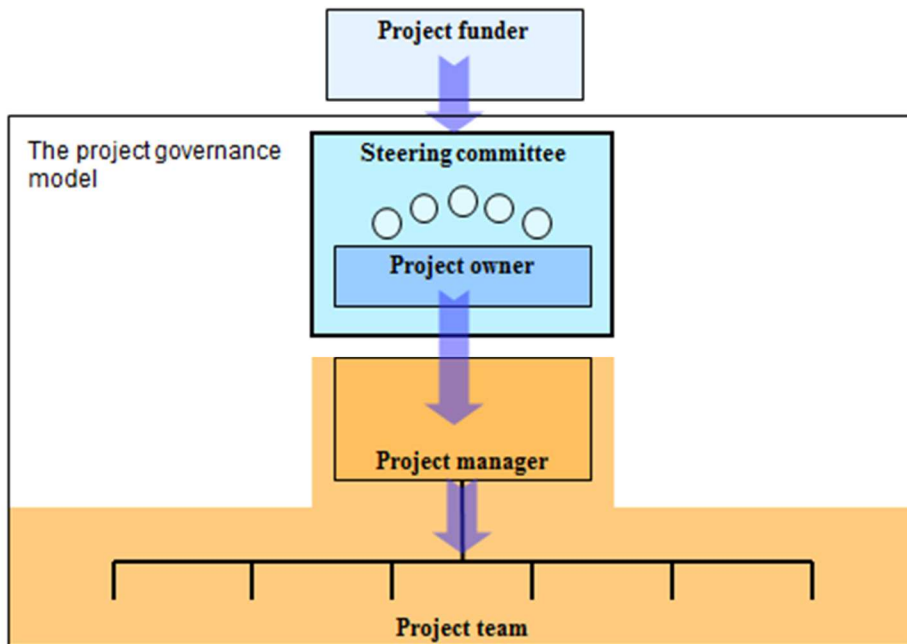 Project funder
The project governance
model
Steering committee
Project owner
Project manager
Project team